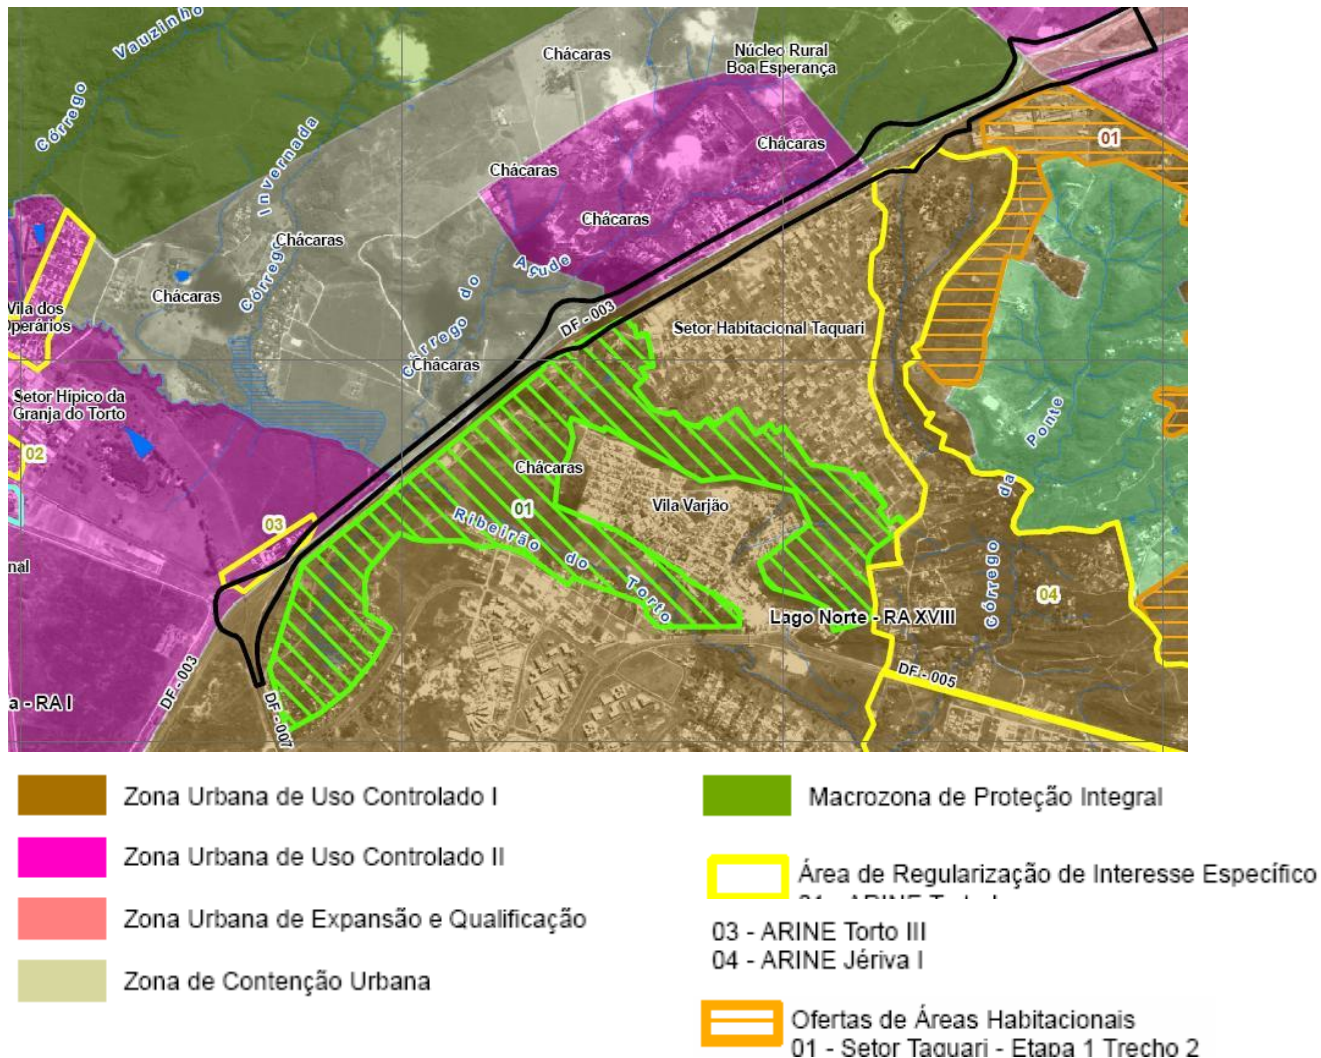 Córrego Vauzinho
Chácaras
Núcleo Rural
Boa Esperança
Córrego Invernada
Chácaras
01
Chácaras
Chácaras
Chácaras
Córrego do Açude
Chácaras
Vila dos
Operários
DF - 003
Setor Habitacional Taquari
Chácaras
Setor Hípico da
Granja do Torto
Córrego da Ponte
02
Chácaras
01
Vila Varjão
03
Ribeirão do Torto
nal
04
Lago Norte - RA XVIII
DF - 003
DF - 005
a - RA I
DF - 007
Zona Urbana de Uso Controlado I
Zona Urbana de Uso Controlado II
Zona Urbana de Expansão e Qualificação
Zona de Contenção Urbana
Macrozona de Proteção Integral
Área de Regularização de Interesse Específico
03 - ARINE Torto III
04 - ARINE Jériva I
Ofertas de Áreas Habitacionais
01 - Setor Taquari - Etapa 1 Trecho 2